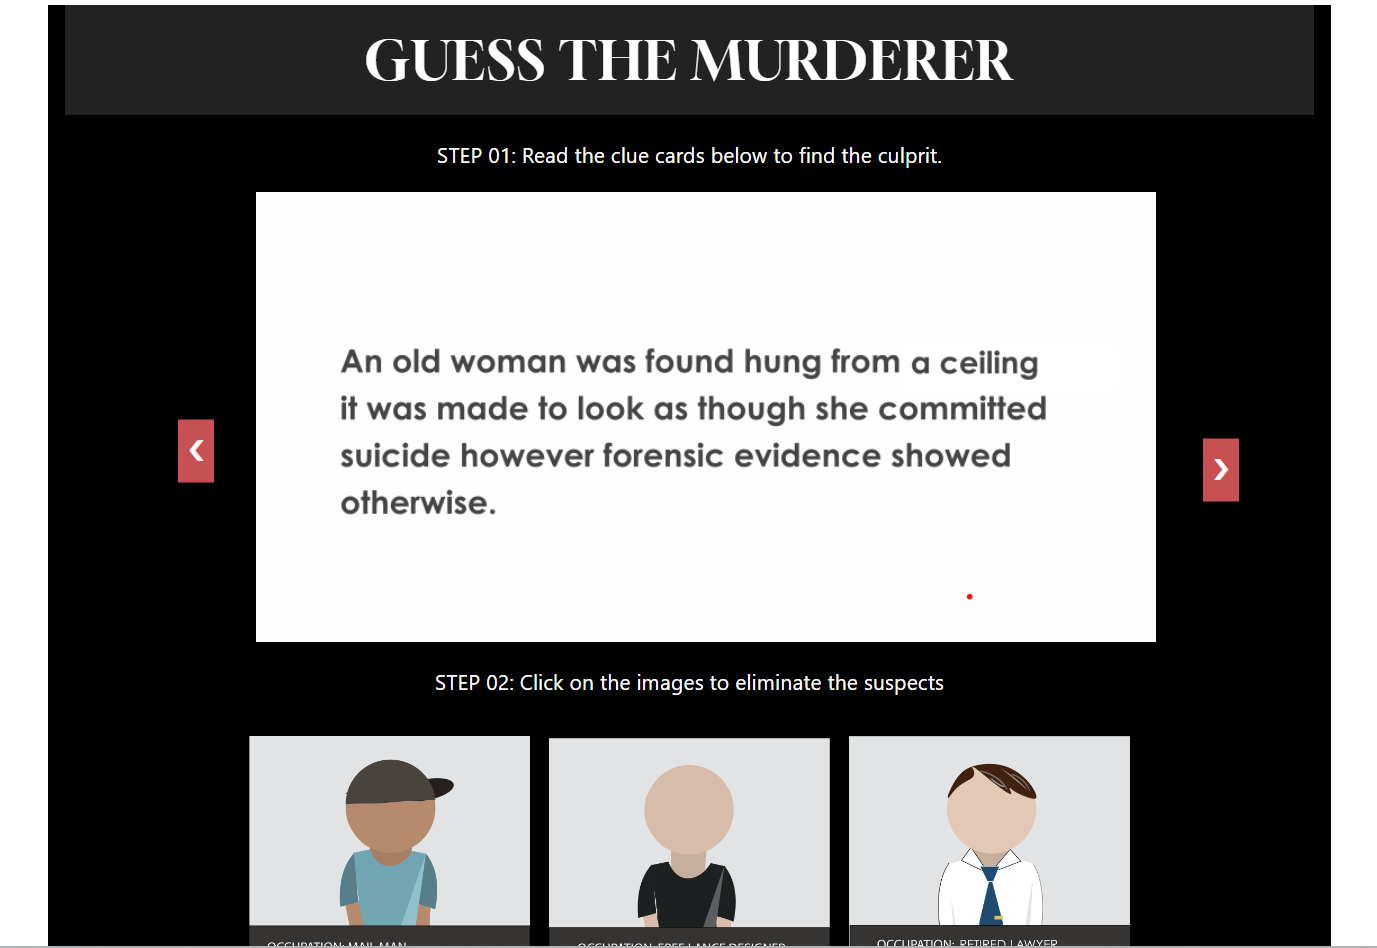 GUESS THE MURDERER
STEP 01: Read the clue cards below to find the culprit.
An old woman was found hung from a ceiling
it was made to look as though she committed
suicide however forensic evidence showed
otherwise.
STEP 02: Click on the images to eliminate the suspects
OCCUPATION: MAIL MAN
OCCUPATION: FREE LANCE DESIGNER
OCCUPATION: RETIRED LAWYER